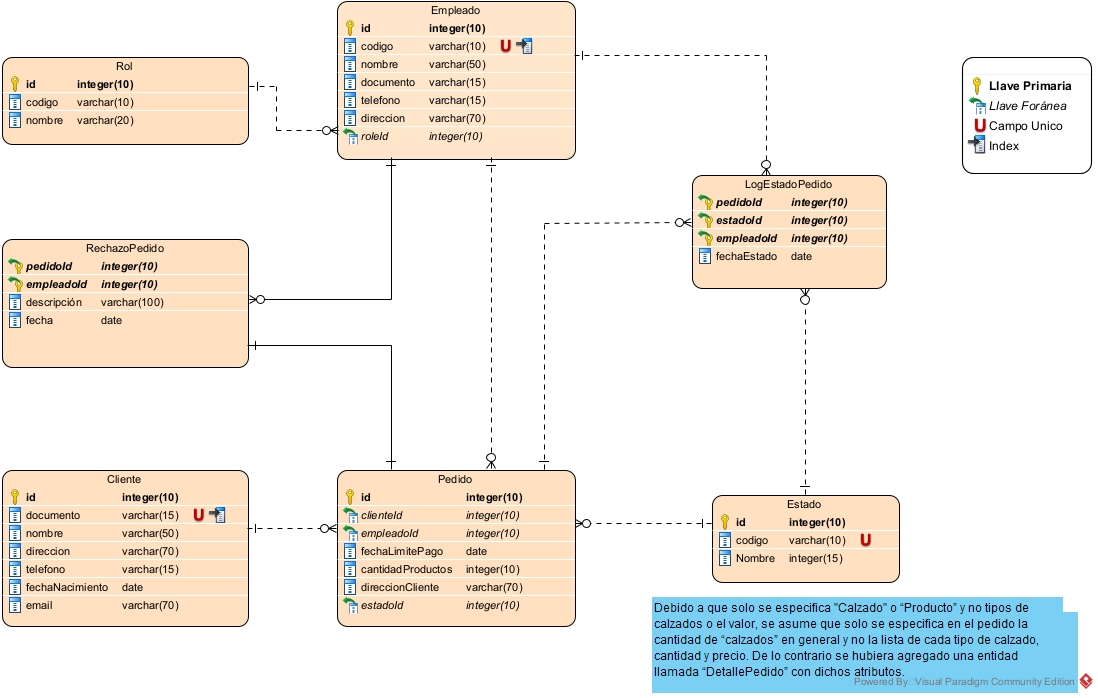 Empleado
id integer(10)
codigo varchar(10) U
nombre varchar(50)
documento varchar(15)
telefono varchar(15)
direccion varchar(70)
roleId integer(10)
Rol
id integer(10)
codigo varchar(10)
nombre varchar(20)
Llave Primaria
Llave Foránea
U Campo Unico
Index
LogEstadoPedido
pedidoId integer(10)
estadoId integer(10)
empleadoId integer(10)
fechaEstado date
RechazoPedido
pedidoId integer(10)
empleadoId integer(10)
descripción varchar(100)
fecha date
Cliente
id integer(10)
documento varchar(15) U
nombre varchar(50)
direccion varchar(70)
telefono varchar(15)
fechaNacimiento date
email varchar(70)
Pedido
id integer(10)
clienteId integer(10)
empleadoId integer(10)
fechaLimitePago date
cantidadProductos integer(10)
direccionCliente varchar(70)
estadoId integer(10)
Estado
id integer(10)
codigo varchar(10) U
Nombre integer(15)
Debido a que solo se especifica "Calzado" o “Producto” y no tipos de
calzados o el valor, se asume que solo se especifica en el pedido la
cantidad de “calzados” en general y no la lista de cada tipo de calzado,
cantidad y precio. De lo contrario se hubiera agregado una entidad
llamada “DetallePedido” con dichos atributos.
Powered By Visual Paradigm Community Edition